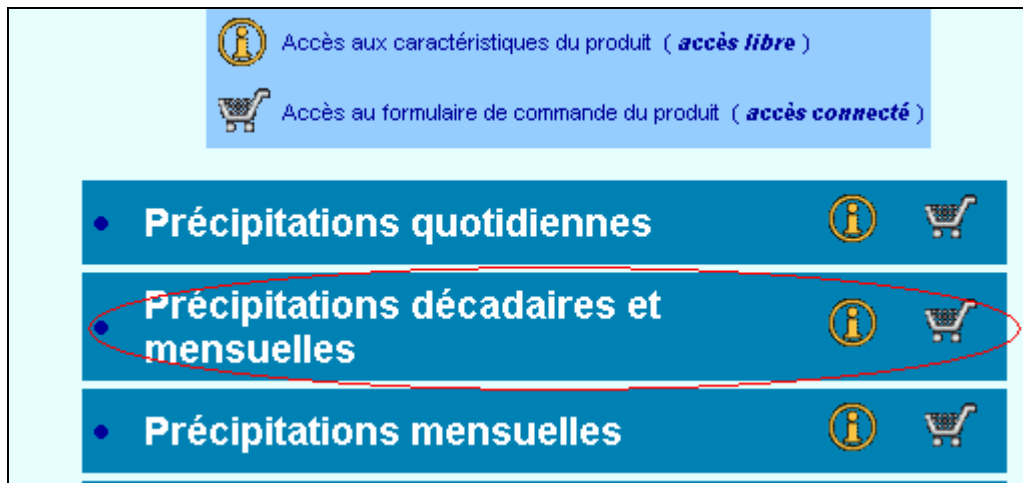 Accès aux caractéristiques du produit ( accès libre )
Accès au formulaire de commande du produit ( accès connecté )
• Précipitations quotidiennes
• Précipitations décadaires et
mensuelles
• Précipitations mensuelles